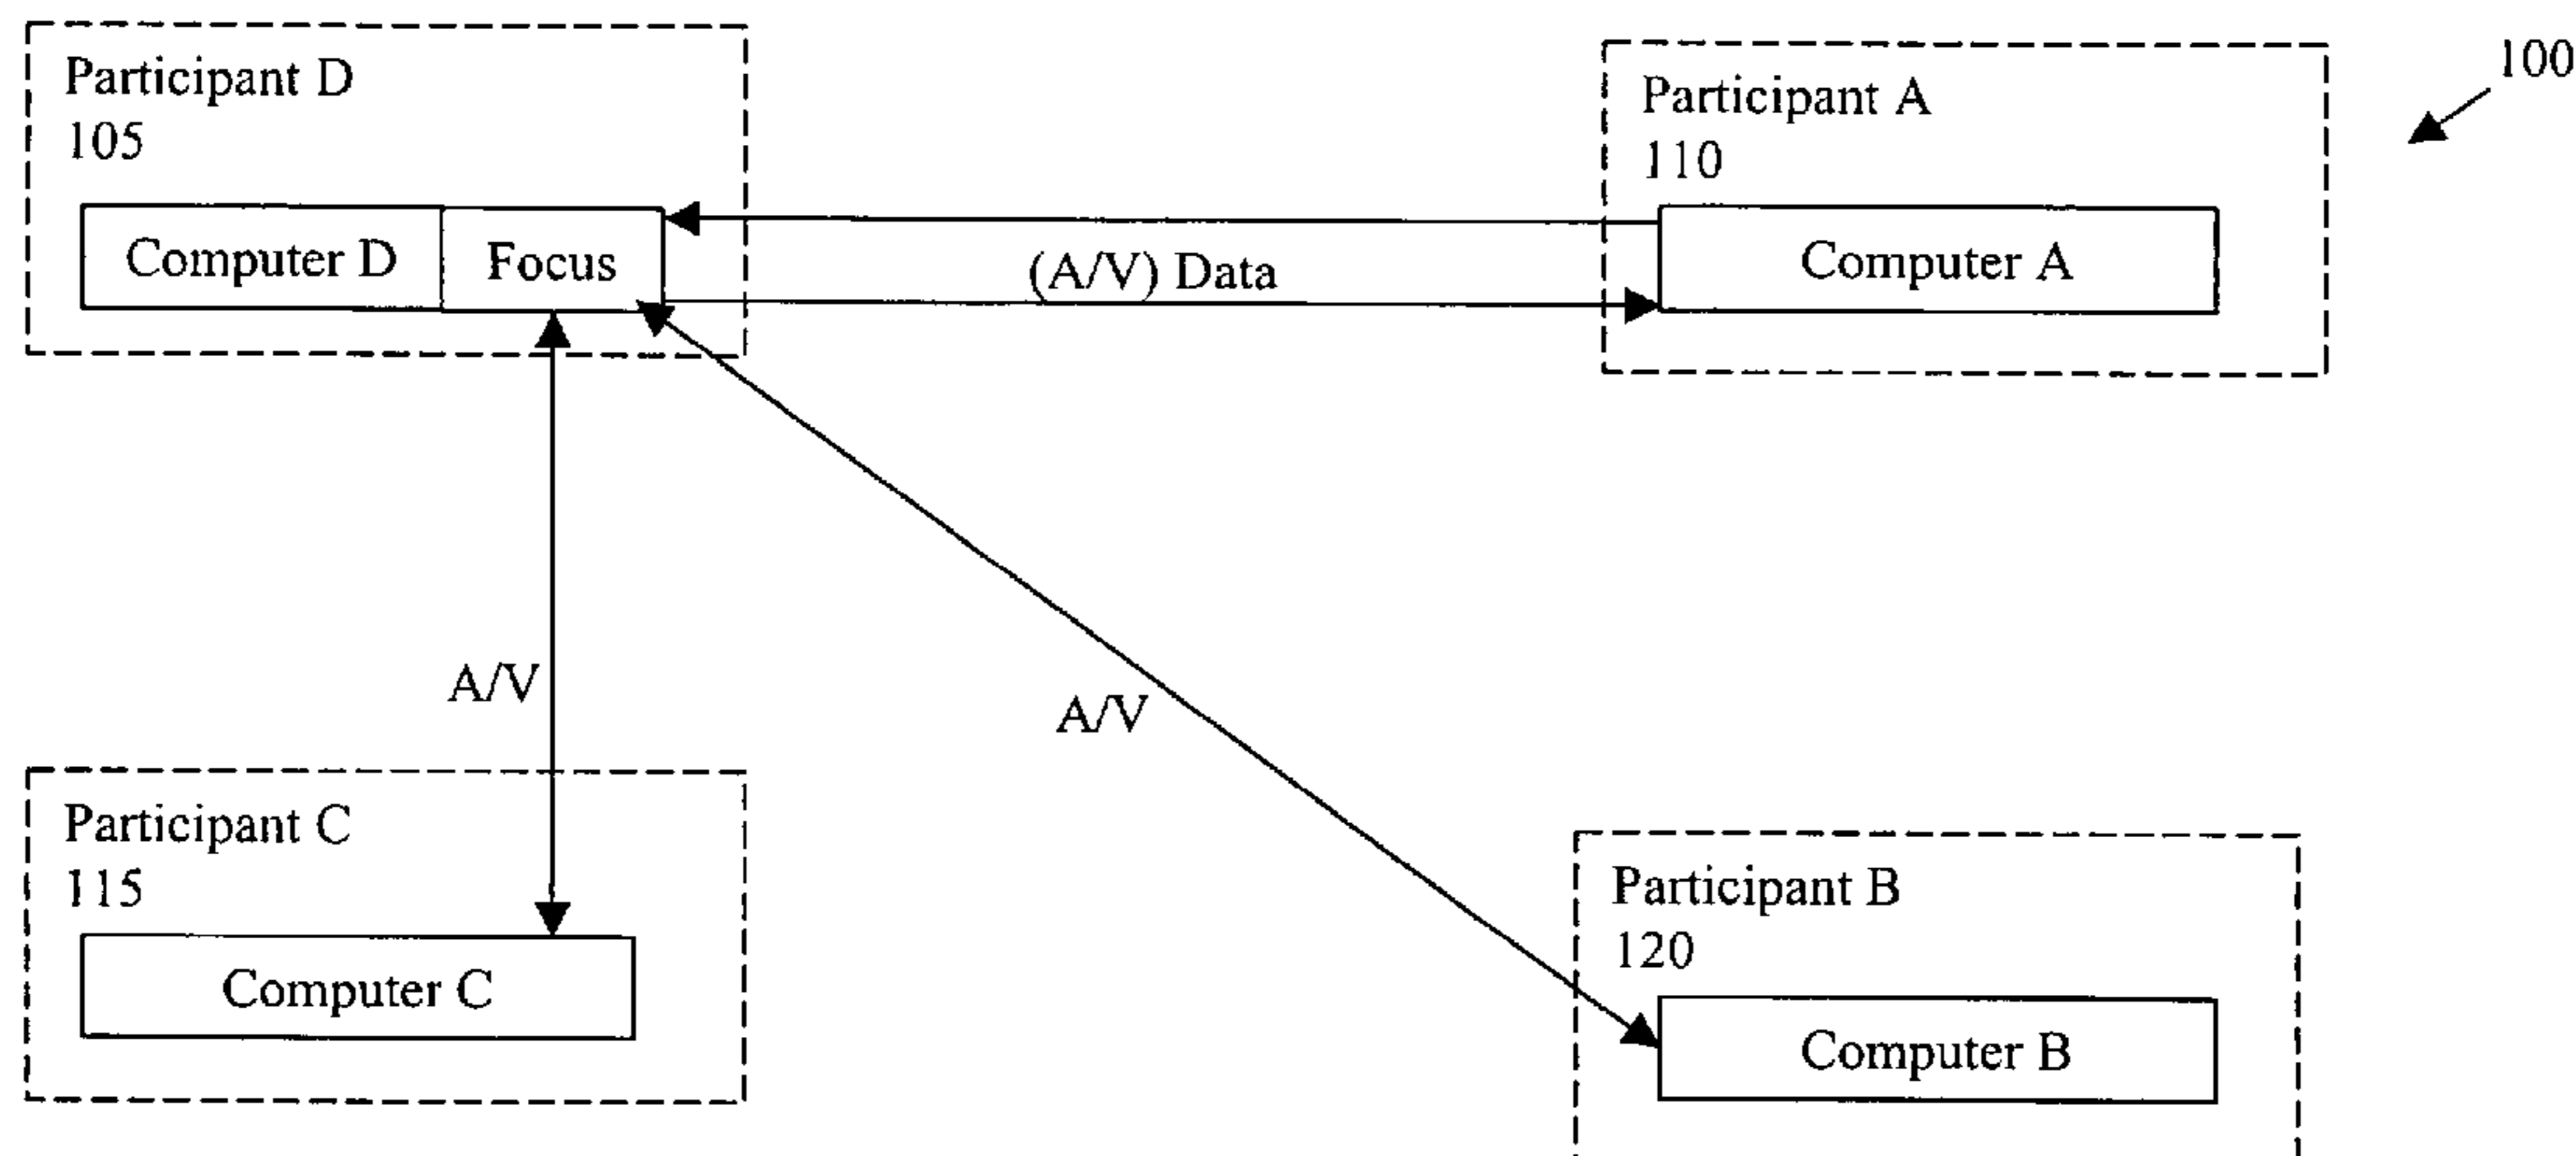 Participant D
105
Computer D
Focus
(A/V) Data
Participant A
110
Computer A
100
A/V
A/V
Participant C
115
Computer C
Participant B
120
Computer B